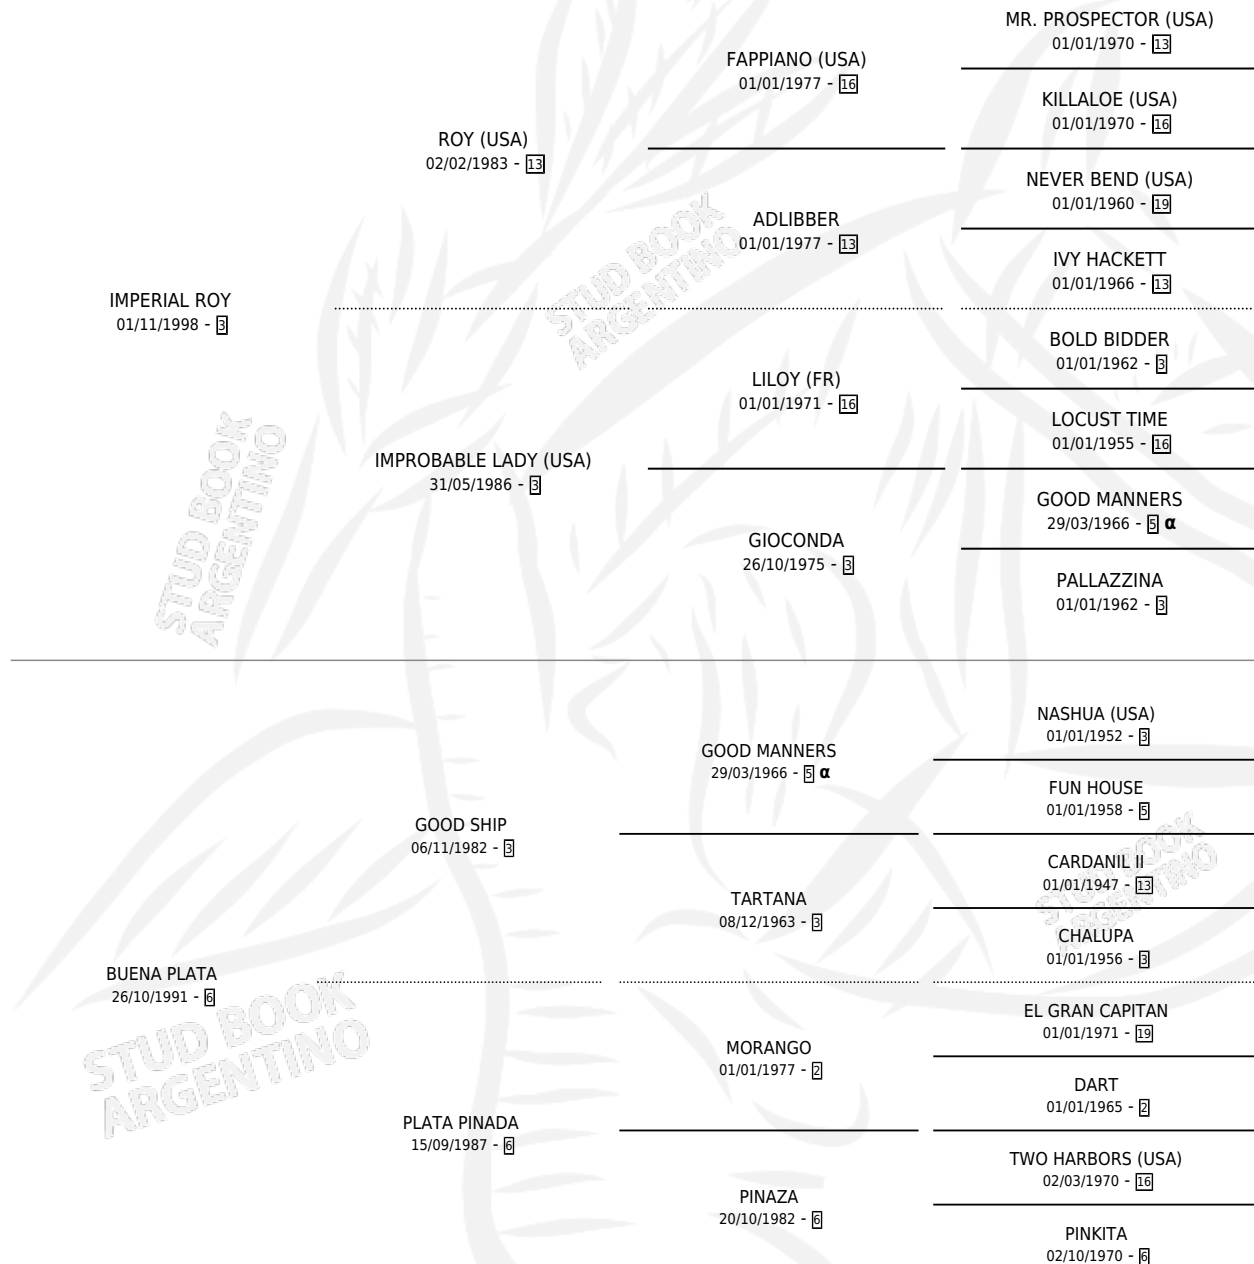 MR. PROSPECTOR (USA)
01/01/1970 - 13
FAPPIANO (USA)
01/01/1977 - 16
KILLALOE (USA)
01/01/1970 - 16
ROY (USA)
02/02/1983 - 13
NEVER BEND (USA)
01/01/1960 - 19
ADLIBBER
01/01/1977 - 13
IVY HACKETT
01/01/1966 - 13
IMPERIAL ROY
01/11/1998 - 3
BOLD BIDDER
01/01/1962 - 3
LILOY (FR)
01/01/1971 - 16
LOCUST TIME
01/01/1955 - 16
IMPROBABLE LADY (USA)
31/05/1986 - 3
GOOD MANNERS
29/03/1966 - 5 α
GIOCONDA
26/10/1975 - 3
PALLAZZINA
01/01/1962 - 3
NASHUA (USA)
01/01/1952 - 3
GOOD MANNERS
29/03/1966 - 5 α
FUN HOUSE
01/01/1958 - 5
GOOD SHIP
06/11/1982 - 3
CARDANIL II
01/01/1947 - 13
TARTANA
08/12/1963 - 3
CHALUPA
01/01/1956 - 3
BUENA PLATA
26/10/1991 - 6
EL GRAN CAPITAN
01/01/1971 - 19
MORANGO
01/01/1977 - 2
DART
01/01/1965 - 2
PLATA PINADA
15/09/1987 - 6
TWO HARBORS (USA)
02/03/1970 - 16
PINAZA
20/10/1982 - 6
PINKITA
02/10/1970 - 6
STUD BOOK
ARGENTINO
STUD BOOK
ARGENTINO
STUD BOOK
ARGENTINO
STUD BOOK
ARGENTINO